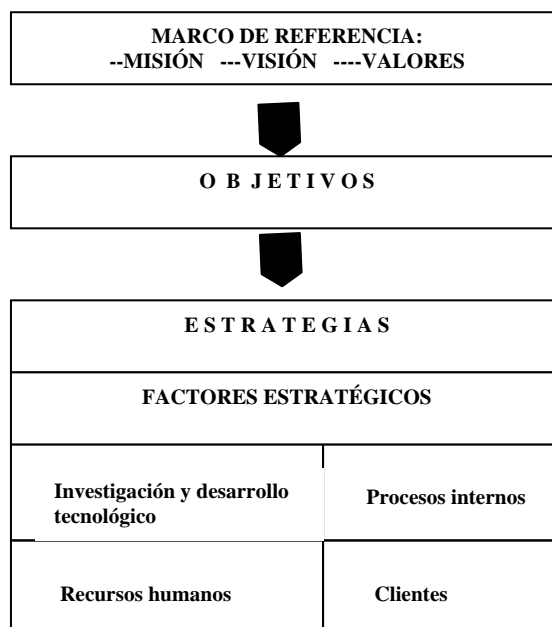 MARCO DE REFERENCIA:
--MISIÓN ---VISIÓN ----VALORES
O B J E T I V O S
E S T R A T E G I A S
FACTORES ESTRATÉGICOS
Investigación y desarrollo
tecnológico
Procesos internos
Recursos humanos
Clientes